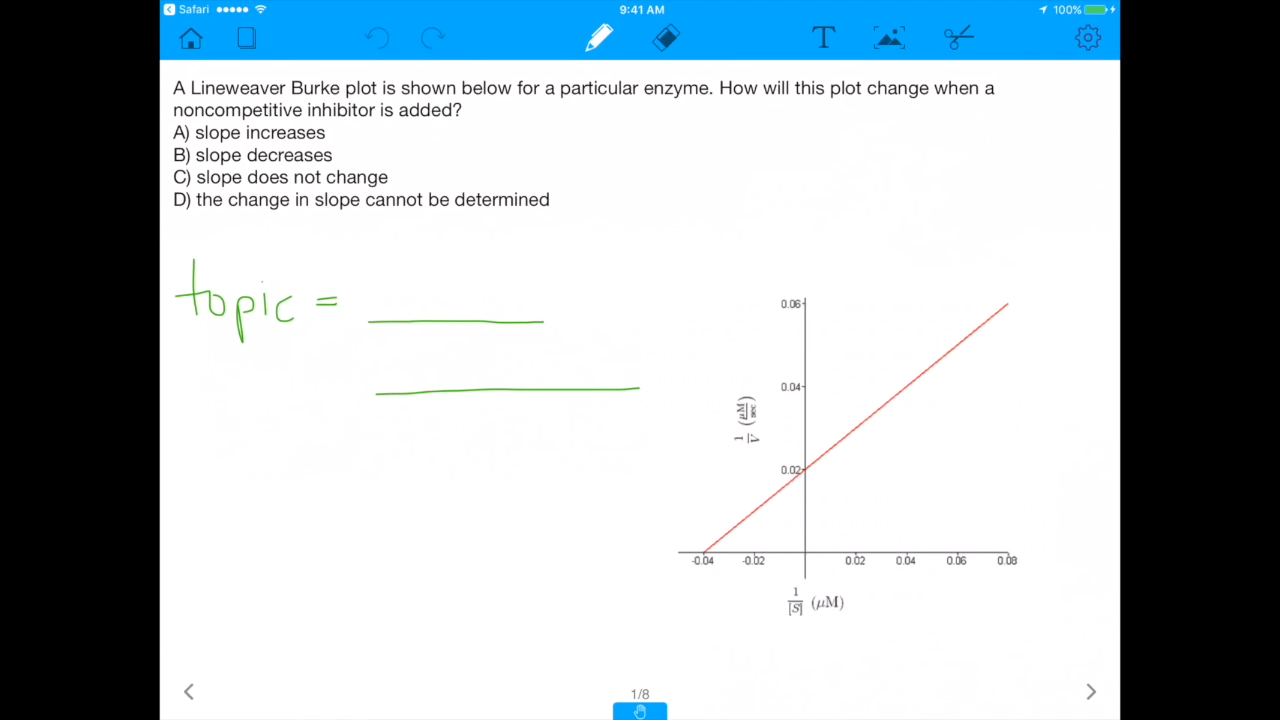 Safari
9:41 AM
100%
T
A Lineweaver Burke plot is shown below for a particular enzyme. How will this plot change when a
noncompetitive inhibitor is added?
A) slope increases
B) slope decreases
C) slope does not change
D) the change in slope cannot be determined
topic =
0.06
0.04
0.02
1/V (μM/sec)
-0.04 -0.02 0.02 0.04 0.06 0.08
1/[S] (μM)
1/8